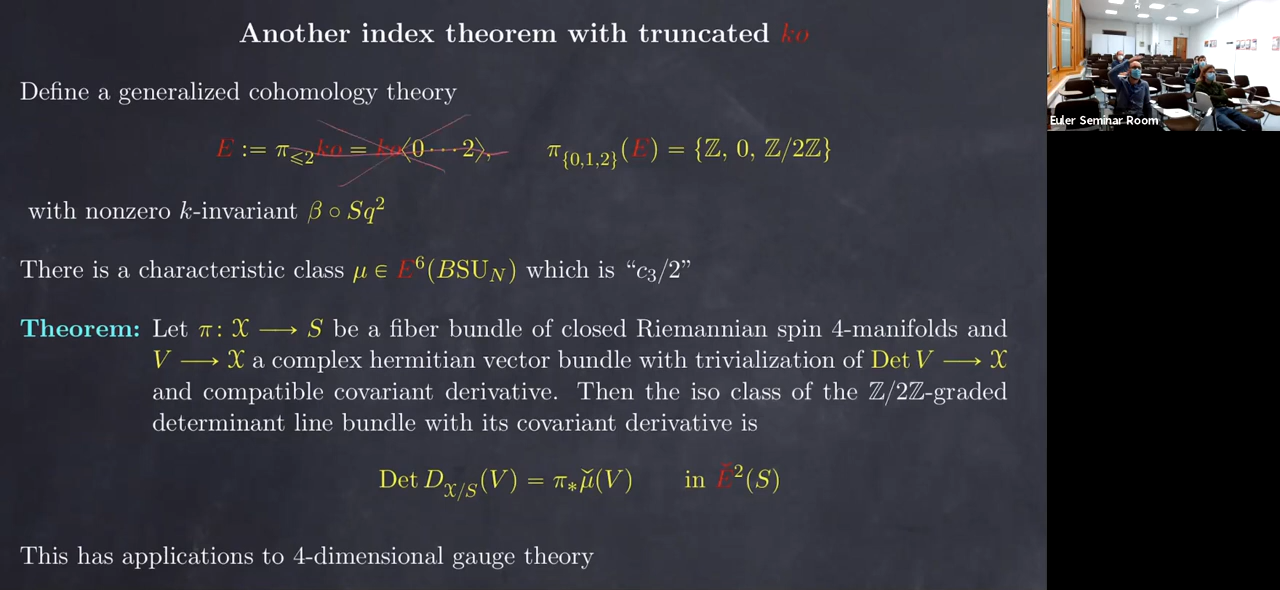 Another index theorem with truncated ko
Define a generalized cohomology theory
E := π⩽2 ko = ko⟨0 ··· 2⟩, π{0,1,2}(E) = {ℤ, 0, ℤ/2ℤ}
with nonzero k-invariant β ∘ Sq²
There is a characteristic class μ ∈ E⁶(BSU_N) which is “c₃/2”
Theorem: Let π: 𝒳 ⟶ S be a fiber bundle of closed Riemannian spin 4-manifolds and
V ⟶ 𝒳 a complex hermitian vector bundle with trivialization of Det V ⟶ 𝒳
and compatible covariant derivative. Then the iso class of the ℤ/2ℤ-graded
determinant line bundle with its covariant derivative is
Det D_{𝒳/S}(V) = π_* μ̌(V) in Ě²(S)
This has applications to 4-dimensional gauge theory
Euler Seminar Room